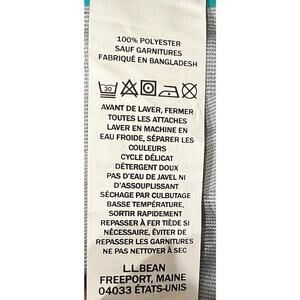 100% POLYESTER
SAUF GARNITURES
FABRIQUÉ EN BANGLADESH
30
AVANT DE LAVER, FERMER
TOUTES LES ATTACHES
LAVER EN MACHINE EN
EAU FROIDE, SÉPARER LES
COULEURS
CYCLE DÉLICAT
DÉTERGENT DOUX
PAS D'EAU DE JAVEL NI
D'ASSOUPLISSANT
SÉCHAGE PAR CULBUTAGE
BASSE TEMPÉRATURE,
SORTIR RAPIDEMENT
REPASSER À FER TIÈDE SI
NÉCESSAIRE, ÉVITER DE
REPASSER LES GARNITURES
NE PAS NETTOYER À SEC
L.L.BEAN
FREEPORT, MAINE
04033 ÉTATS-UNIS